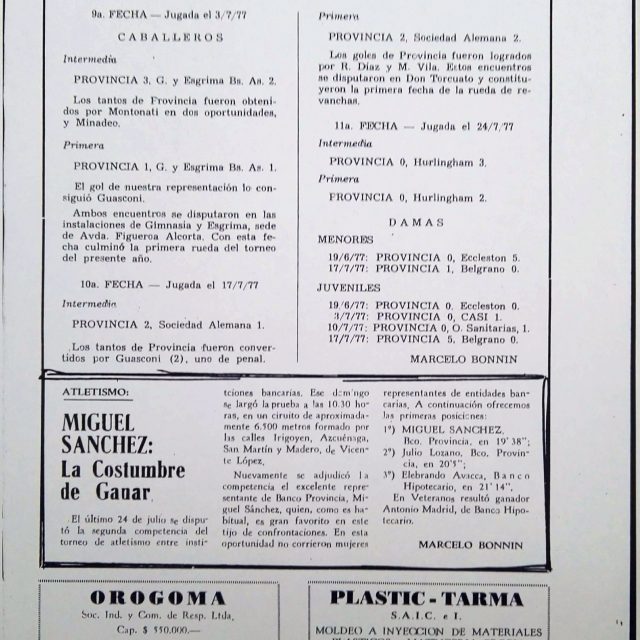 9a. FECHA — Jugada el 3/7/77
CABALLEROS
Intermedia
PROVINCIA 3, G. y Esgrima Bs. As. 2.
Los tantos de Frovincia fueron obteni-
dos por Montonati en dos oportunidades,
y Minadeo.
Primera
PROVINCIA 1, G. y Esgrima Bs. As. 1.
El gol de nuestra representación lo con-
siguió Guasconi.
Ambos encuentros se disputaron en las
instalaciones de Gimnasia y Esgrima, sede
de Avda. Figueroa Alcorta. Con esta fe-
cha culminó la primera rueda del torneo
del presente año.
10a. FECHA — Jugada el 17/7/77
Intermedia
PROVINCIA 2, Sociedad Alemana 1.
Los tantos de Provincia fueron conver-
tidos por Guasconi (2), uno de penal.
Primera
PROVINCIA 2, Sociedad Alemana 2.
Los goles de Provincia fueron logrados
por R. Díaz y M. Vila. Estos encuentros
se disputaron en Don Torcuato y constitu-
yeron la primera fecha de la rueda de re-
vanchas.
11a. FECHA — Jugada el 24/7/77
Intermedia
PROVINCIA 0, Hurlingham 3.
Primera
PROVINCIA 0, Hurlingham 2.
DAMAS
MENORES
19/6/77: PROVINCIA 0, Eccleston 5.
17/7/77: PROVINCIA 1, Belgrano 0.
JUVENILES
19/6/77: PROVINCIA 0, Eccleston 0.
3/7/77: PROVINCIA 0, CASI 1.
10/7/77: PROVINCIA 0, O. Sanitarias, 1.
17/7/77: PROVINCIA 5, Belgrano 0.
MARCELO BONNIN
ATLETISMO:
MIGUEL
SANCHEZ:
La Costumbre
de Ganar
El último 24 de julio se dispu-
tó la segunda competencia del
torneo de atletismo entre insti-
tciones bancarias. Ese domingo
se largó la prueba a las 10.30 ho-
ras, en un ciruito de aproximada-
mente 6.500 metros formado por
las calles Irigoyen, Azcuénaga,
San Martín y Madero, de Vicen-
te López.
Nuevamente se adjudicó la
competencia el excelente repre-
sentante de Banco Provincia, Mi-
guel Sánchez, quien, como es ha-
bitual, es gran favorito en este
tijo de confrontaciones. En esta
oportunidad no corrieron mujeres
representantes de entidades ban-
carias. A continuación ofrecemos
las primeras posiciones:
1º) MIGUEL SANCHEZ,
Bco. Provincia, en 19'38";
2º) Julio Lozano, Bco. Provin-
cia, en 20'5";
3º) Elebrando Avacca, Banco
Hipotecario, en 21'14".
En Veteranos resultó ganador
Antonio Madrid, de Banco Hipo-
tecario.
MARCELO BONNIN
OROGOMA
Soc. Ind. y Com. de Resp. Ltda.
Cap. $ 550.000.—
PLASTIC - TARMA
S.A.I.C. e I.
MOLDEO A INYECCION DE MATERIALES